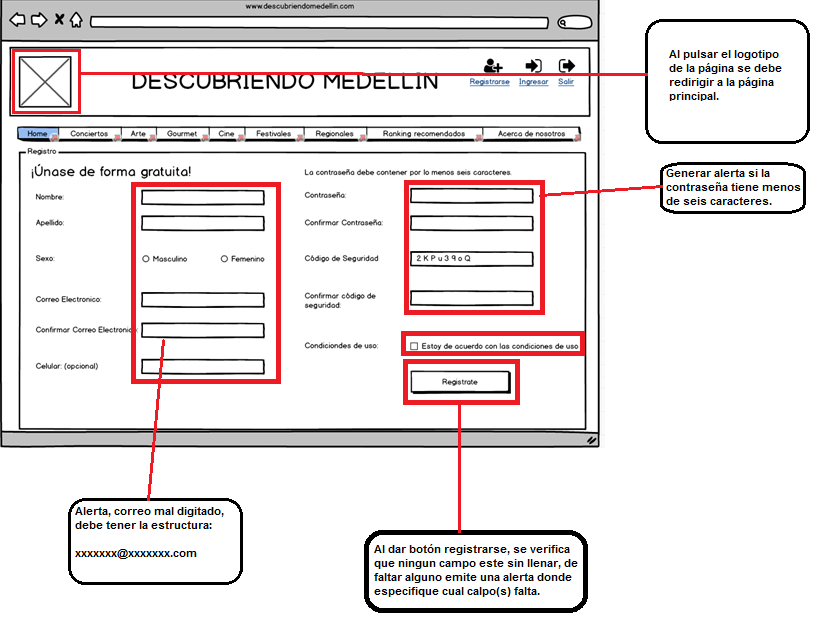 www.descubriendomedellin.com
DESCUBRIENDO MEDELLIN
Registrarse Ingresar Salir
Al pulsar el logotipo
de la página se debe
redirigir a la página
principal.
Home Conciertos Arte Gourmet Cine Festivales Regionales Ranking recomendados Acerca de nosotros
Registro
¡Únase de forma gratuita!
La contraseña debe contener por lo menos seis caracteres.
Nombre:
Contraseña:
Generar alerta si la
contraseña tiene menos
de seis caracteres.
Apellido:
Confirmar Contraseña:
Sexo:
Masculino
Femenino
Código de Seguridad
2KPu39oQ
Correo Electronico:
Confirmar código de
seguridad:
Confirmar Correo Electronico:
Condiciondes de uso:
Estoy de acuerdo con las condiciones de uso
Celular: (opcional)
Registrate
Alerta, correo mal digitado,
debe tener la estructura:
xxxxxxx@xxxxxxx.com
Al dar botón registrarse, se verifica
que ningun campo este sin llenar, de
faltar alguno emite una alerta donde
especifique cual calpo(s) falta.